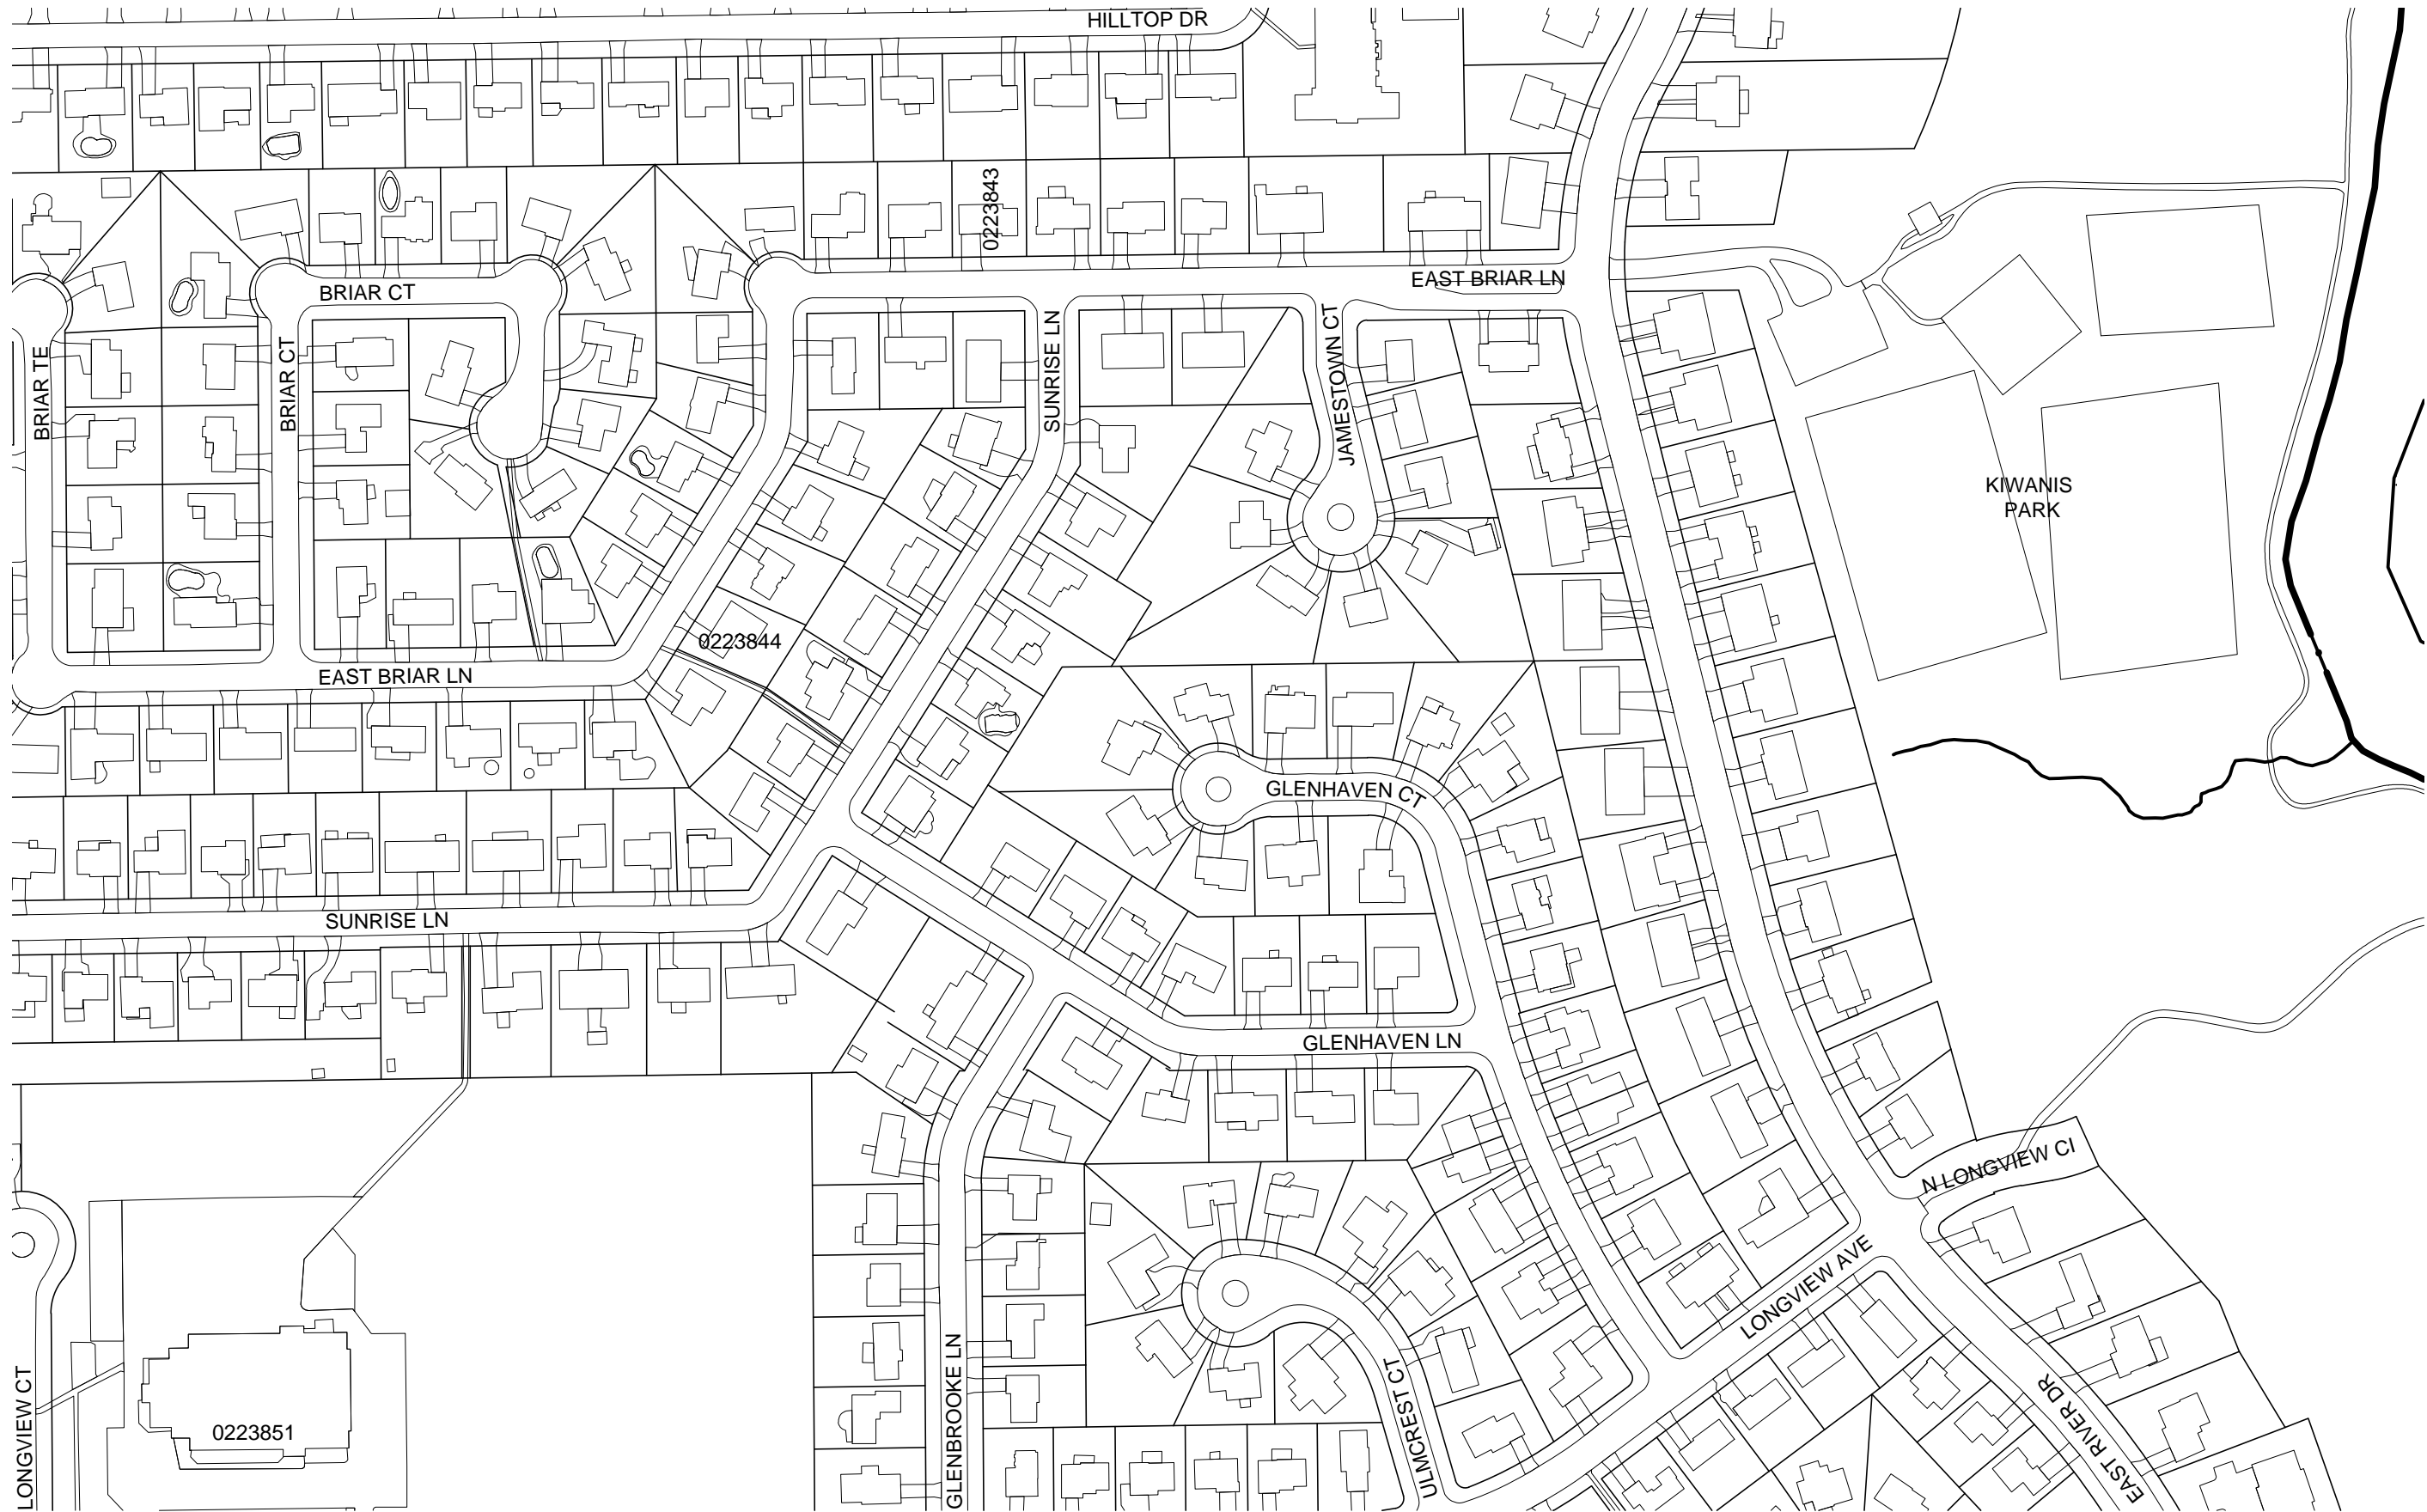 HILLTOP DR
0223843
EAST BRIAR LN
BRIAR CT
BRIAR TE
BRIAR CT
SUNRISE LN
JAMESTOWN CT
KIWANIS
PARK
0223844
EAST BRIAR LN
GLENHAVEN CT
SUNRISE LN
GLENHAVEN LN
N LONGVIEW CI
LONGVIEW AVE
LONGVIEW CT
0223851
GLENBROOKE LN
ULMCREST CT
EAST RIVER DR